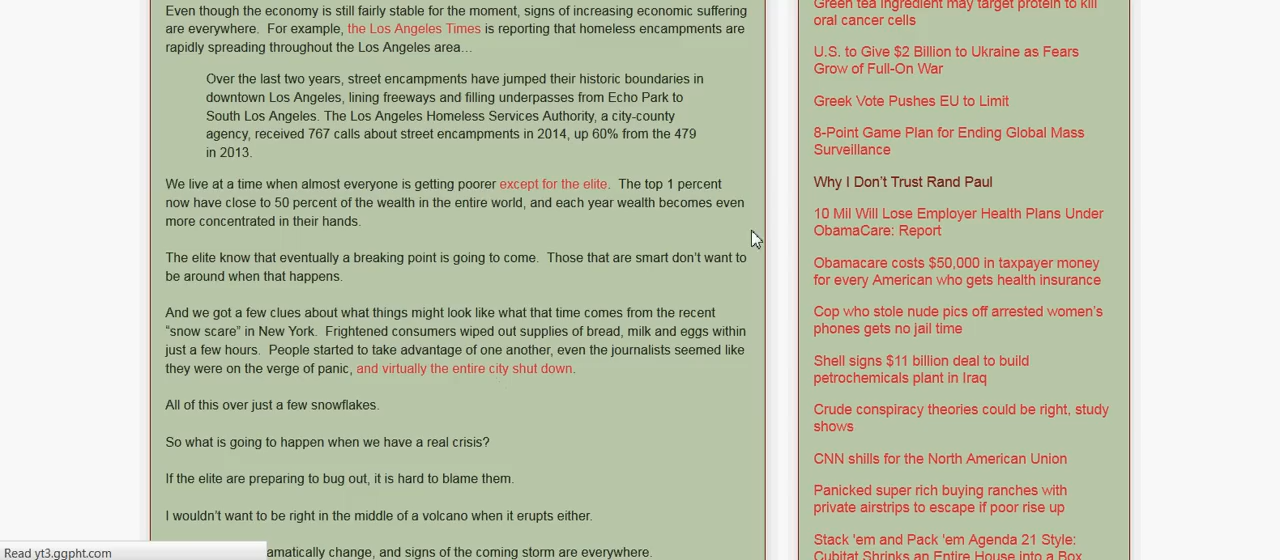 Even though the economy is still fairly stable for the moment, signs of increasing economic suffering
are everywhere.  For example, the Los Angeles Times is reporting that homeless encampments are
rapidly spreading throughout the Los Angeles area…
Over the last two years, street encampments have jumped their historic boundaries in
downtown Los Angeles, lining freeways and filling underpasses from Echo Park to
South Los Angeles. The Los Angeles Homeless Services Authority, a city-county
agency, received 767 calls about street encampments in 2014, up 60% from the 479
in 2013.
We live at a time when almost everyone is getting poorer except for the elite.  The top 1 percent
now have close to 50 percent of the wealth in the entire world, and each year wealth becomes even
more concentrated in their hands.
The elite know that eventually a breaking point is going to come.  Those that are smart don’t want to
be around when that happens.
And we got a few clues about what things might look like what that time comes from the recent
“snow scare” in New York.  Frightened consumers wiped out supplies of bread, milk and eggs within
just a few hours.  People started to take advantage of one another, even the journalists seemed like
they were on the verge of panic, and virtually the entire city shut down.
All of this over just a few snowflakes.
So what is going to happen when we have a real crisis?
If the elite are preparing to bug out, it is hard to blame them.
I wouldn’t want to be right in the middle of a volcano when it erupts either.
amatically change, and signs of the coming storm are everywhere.
Read yt3.ggpht.com
Green tea ingredient may target protein to kill
oral cancer cells
U.S. to Give $2 Billion to Ukraine as Fears
Grow of Full-On War
Greek Vote Pushes EU to Limit
8-Point Game Plan for Ending Global Mass
Surveillance
Why I Don’t Trust Rand Paul
10 Mil Will Lose Employer Health Plans Under
ObamaCare: Report
Obamacare costs $50,000 in taxpayer money
for every American who gets health insurance
Cop who stole nude pics off arrested women’s
phones gets no jail time
Shell signs $11 billion deal to build
petrochemicals plant in Iraq
Crude conspiracy theories could be right, study
shows
CNN shills for the North American Union
Panicked super rich buying ranches with
private airstrips to escape if poor rise up
Stack 'em and Pack 'em Agenda 21 Style:
Cubitat Shrinks an Entire House into a Box